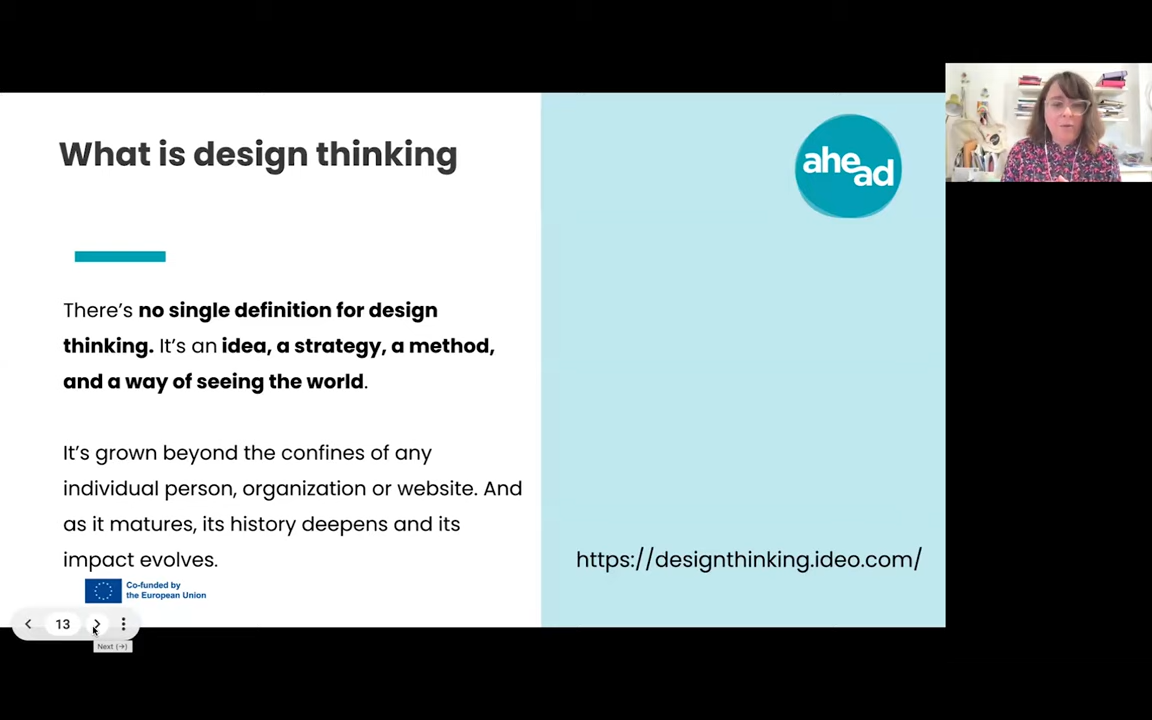 What is design thinking
There's no single definition for design
thinking. It's an idea, a strategy, a method,
and a way of seeing the world.
It's grown beyond the confines of any
individual person, organization or website. And
as it matures, its history deepens and its
impact evolves.
Co-funded by
the European Union
13
Next (→)
ahe
ad
https://designthinking.ideo.com/